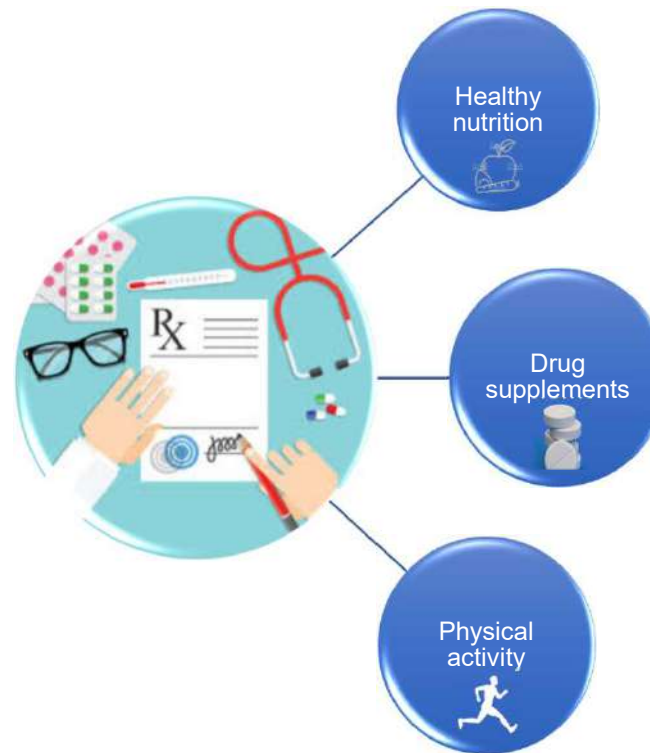 Healthy
nutrition
RX
Drug
supplements
Physical
activity